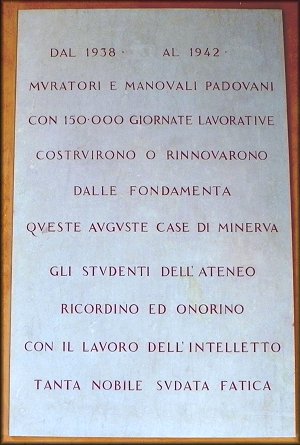 DAL 1938 · AL 1942 ·
MVRATORI E MANOVALI PADOVANI
CON 150·000 GIORNATE LAVORATIVE
COSTRVIRONO O RINNOVARONO
DALLE FONDAMENTA
QVESTE AVGVSTE CASE DI MINERVA
GLI STVDENTI DELL'ATENEO
RICORDINO ED ONORINO
CON IL LAVORO DELL'INTELLETTO
TANTA NOBILE SVDATA FATICA